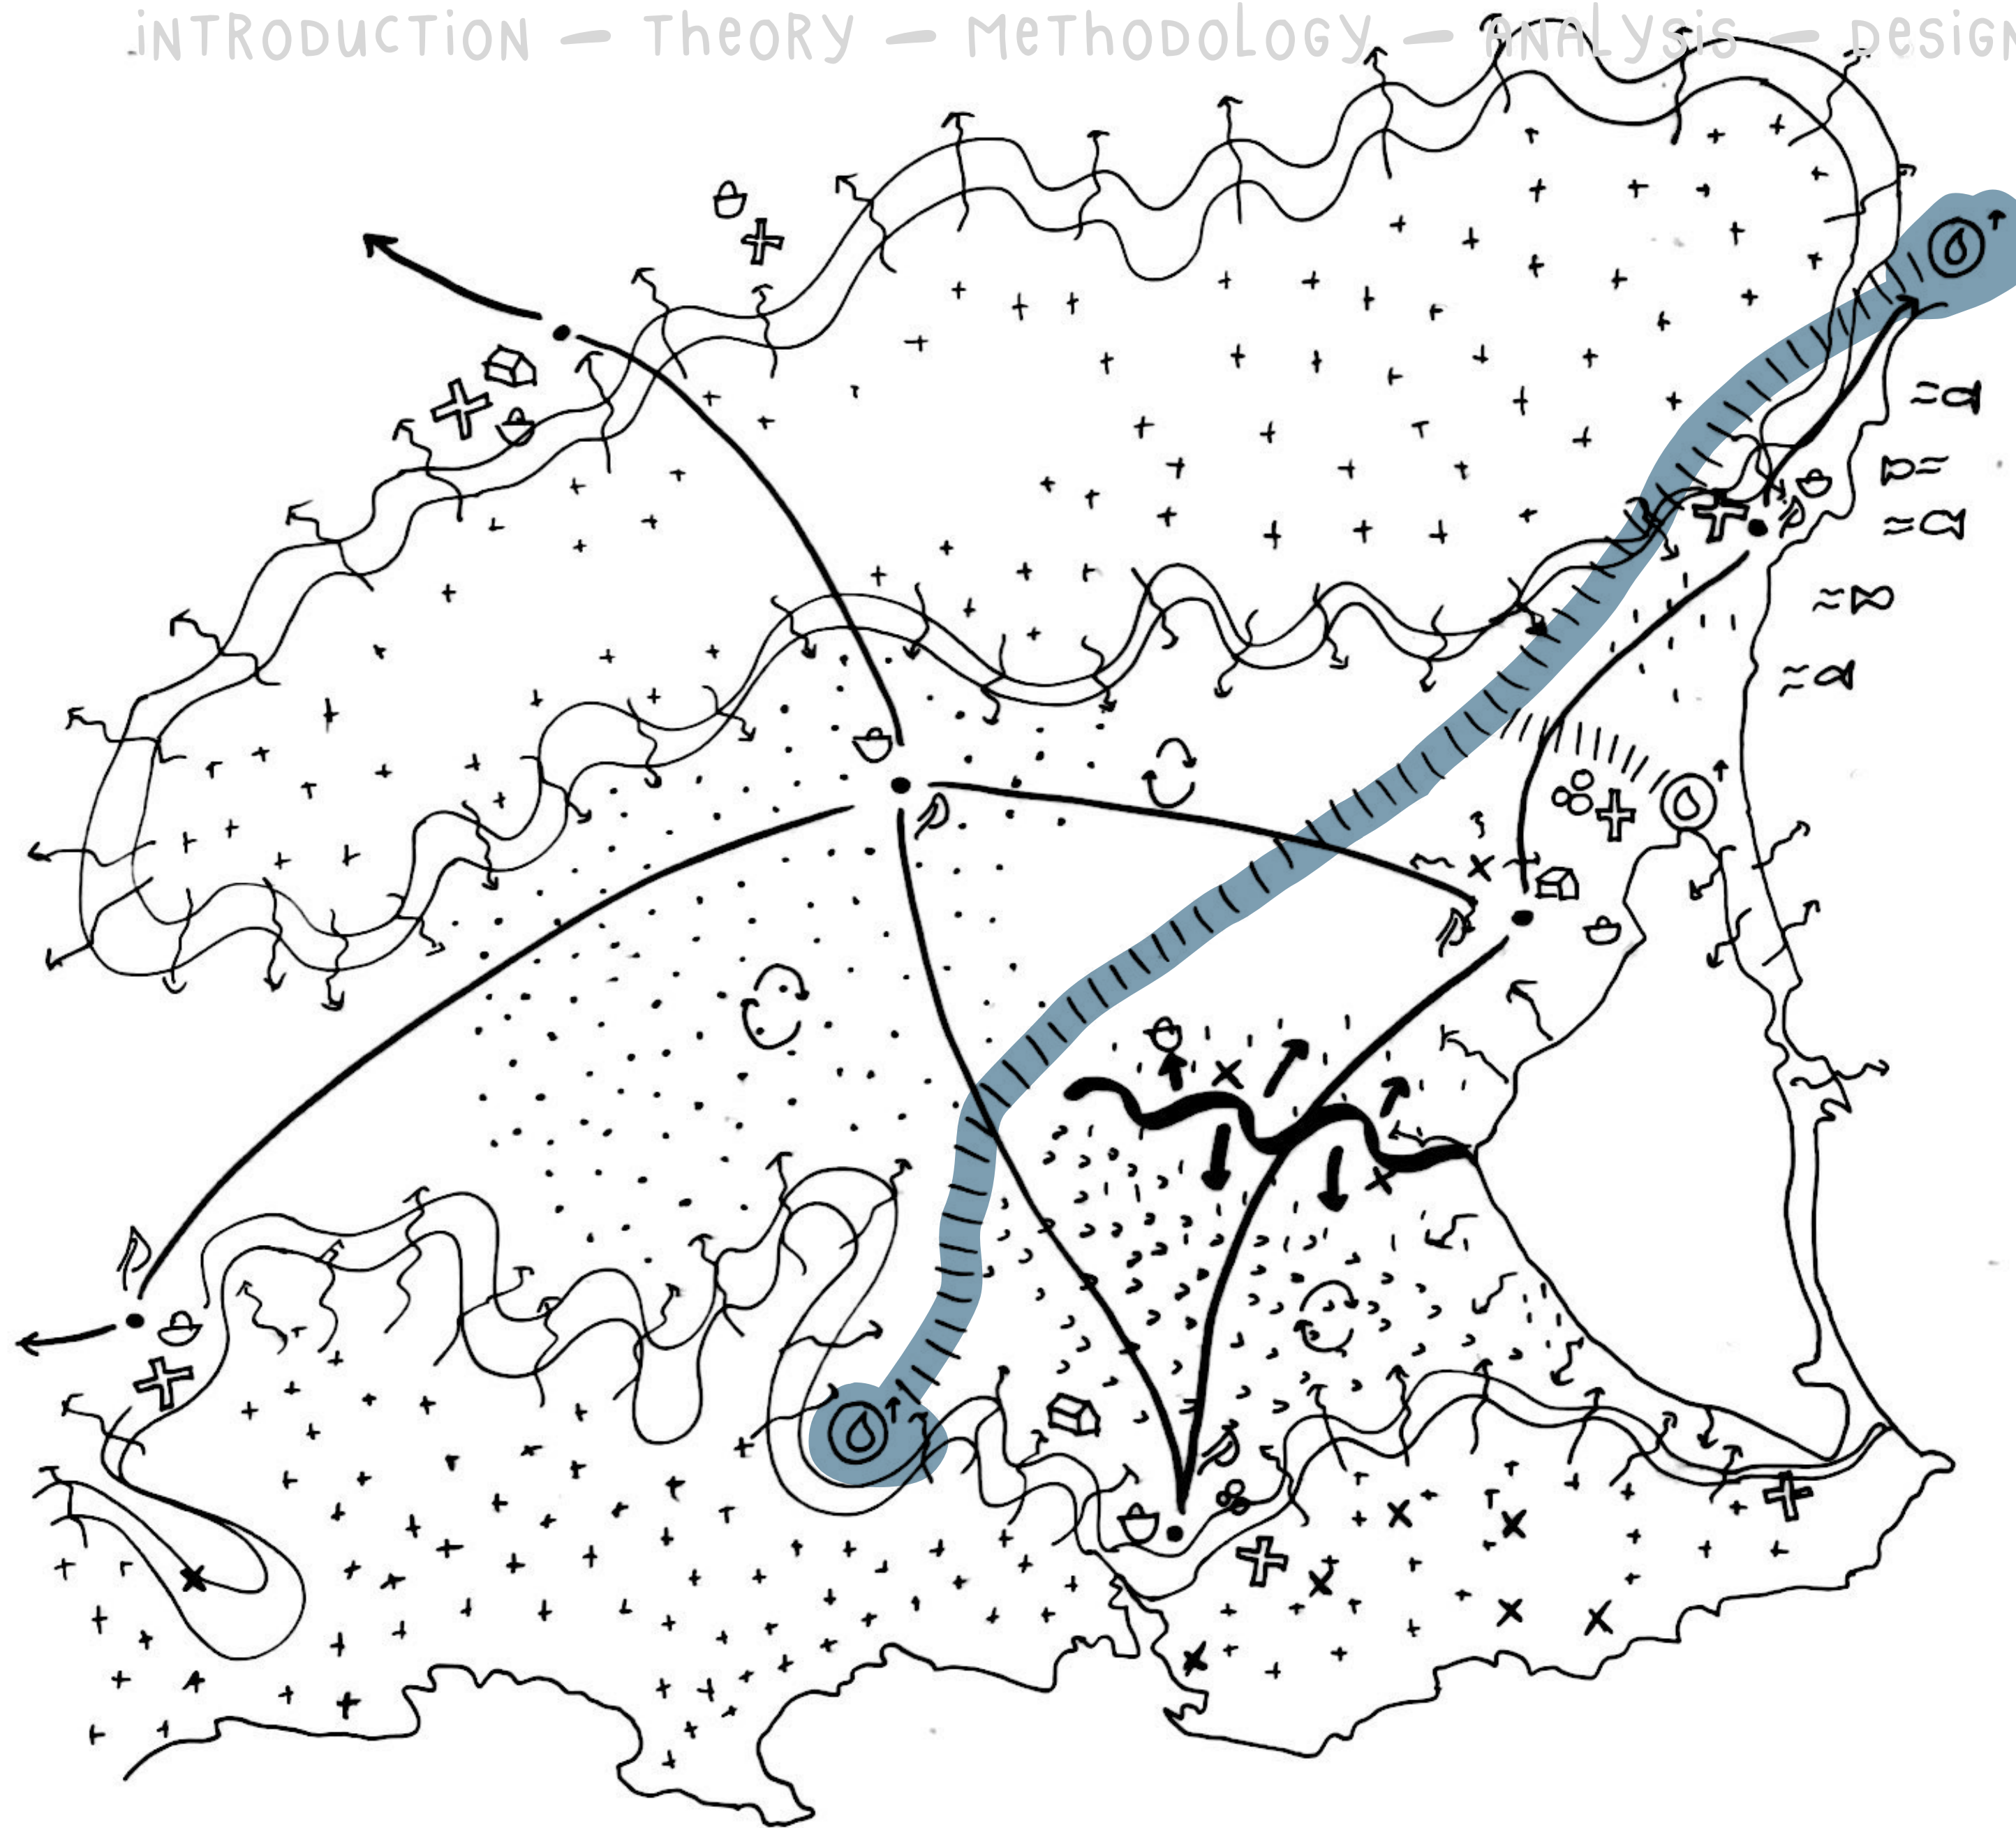 iNTRODUCTiON — TheORY — MeThODOLOGY — ANALYsis — DesiGN